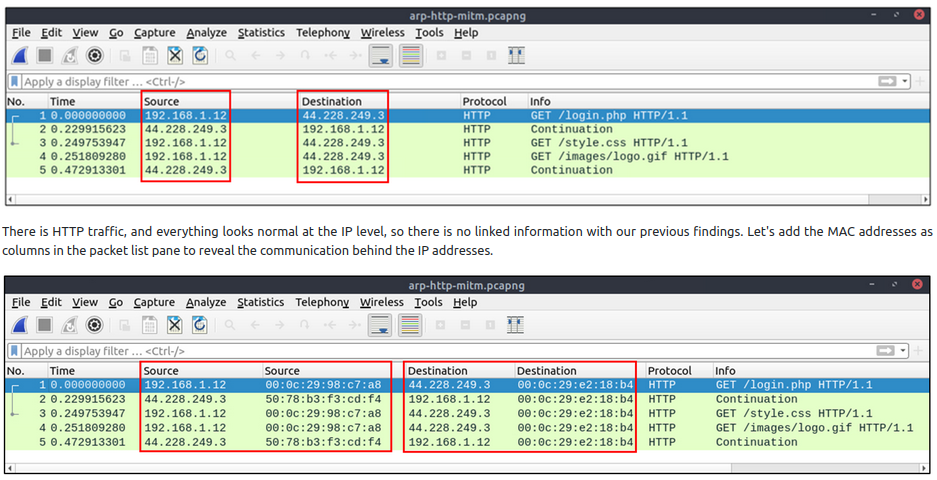 arp-http-mitm.pcapng
File Edit View Go Capture Analyze Statistics Telephony Wireless Tools Help
Apply a display filter ... <Ctrl-/>
No. Time Source Destination Protocol Info
1 0.000000000 192.168.1.12 44.228.249.3 HTTP GET /login.php HTTP/1.1
2 0.229915623 44.228.249.3 192.168.1.12 HTTP Continuation
3 0.249753947 192.168.1.12 44.228.249.3 HTTP GET /style.css HTTP/1.1
4 0.251809280 192.168.1.12 44.228.249.3 HTTP GET /images/logo.gif HTTP/1.1
5 0.472913301 44.228.249.3 192.168.1.12 HTTP Continuation
There is HTTP traffic, and everything looks normal at the IP level, so there is no linked information with our previous findings. Let's add the MAC addresses as
columns in the packet list pane to reveal the communication behind the IP addresses.
arp-http-mitm.pcapng
File Edit View Go Capture Analyze Statistics Telephony Wireless Tools Help
Apply a display filter ... <Ctrl-/>
No. Time Source Source Destination Destination Protocol Info
1 0.000000000 192.168.1.12 00:0c:29:98:c7:a8 44.228.249.3 00:0c:29:e2:18:b4 HTTP GET /login.php HTTP/1.1
2 0.229915623 44.228.249.3 50:78:b3:f3:cd:f4 192.168.1.12 00:0c:29:e2:18:b4 HTTP Continuation
3 0.249753947 192.168.1.12 00:0c:29:98:c7:a8 44.228.249.3 00:0c:29:e2:18:b4 HTTP GET /style.css HTTP/1.1
4 0.251809280 192.168.1.12 00:0c:29:98:c7:a8 44.228.249.3 00:0c:29:e2:18:b4 HTTP GET /images/logo.gif HTTP/1.1
5 0.472913301 44.228.249.3 50:78:b3:f3:cd:f4 192.168.1.12 00:0c:29:e2:18:b4 HTTP Continuation